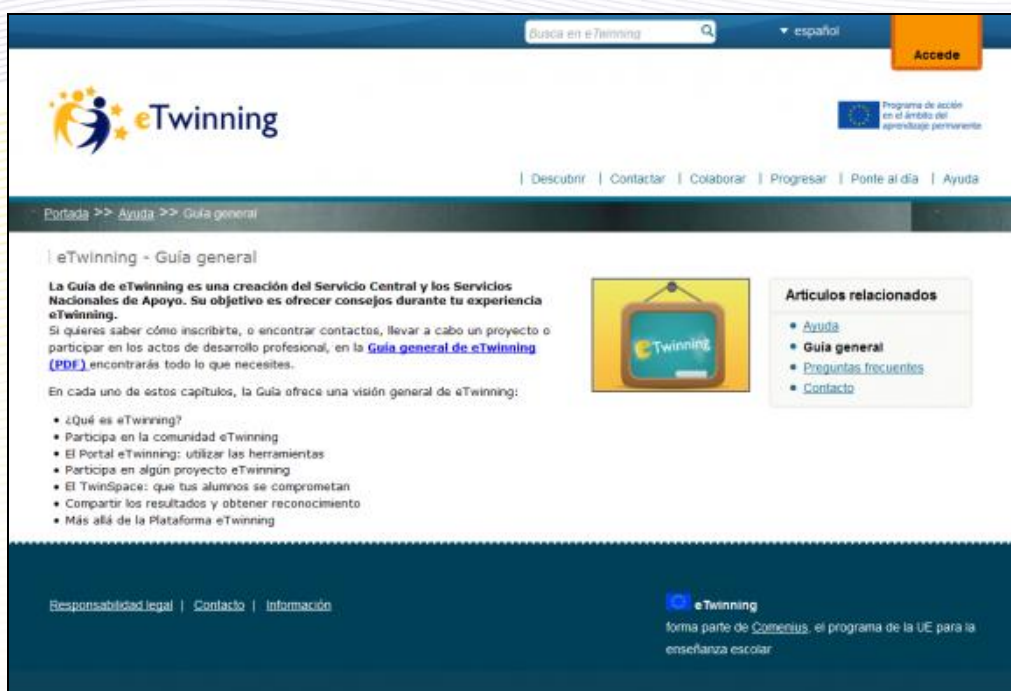 Busca en eTwinning
español
Accede
eTwinning
Programa de acción
en el ámbito del
aprendizaje permanente
| Descubrir | Contactar | Colaborar | Progresar | Ponte al día | Ayuda
Portada >> Ayuda >> Guía general
eTwinning - Guía general
La Guía de eTwinning es una creación del Servicio Central y los Servicios
Nacionales de Apoyo. Su objetivo es ofrecer consejos durante tu experiencia
eTwinning.
Si quieres saber cómo inscribirte, o encontrar contactos, llevar a cabo un proyecto o
participar en los actos de desarrollo profesional, en la Guía general de eTwinning
(PDF) encontrarás todo lo que necesites.
En cada uno de estos capítulos, la Guía ofrece una visión general de eTwinning:
• ¿Qué es eTwinning?
• Participa en la comunidad eTwinning
• El Portal eTwinning: utilizar las herramientas
• Participa en algún proyecto eTwinning
• El TwinSpace: que tus alumnos se comprometan
• Compartir los resultados y obtener reconocimiento
• Más allá de la Plataforma eTwinning
eTwinning
Artículos relacionados
• Ayuda
• Guía general
• Preguntas frecuentes
• Contacto
Responsabilidad legal | Contacto | Información
eTwinning
forma parte de Comenius, el programa de la UE para la
enseñanza escolar